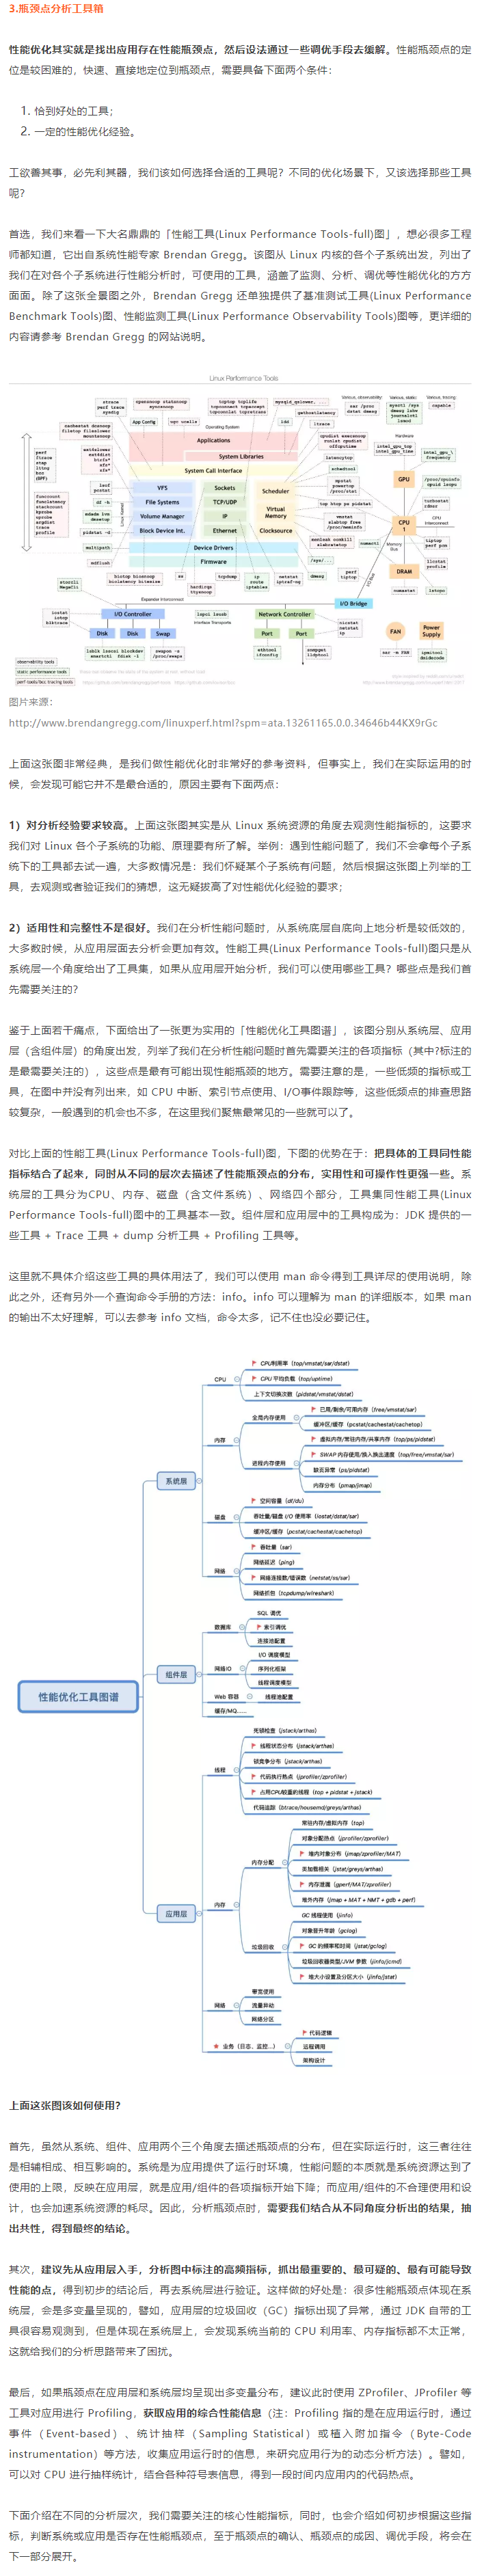 3.瓶颈点分析工具箱
性能优化其实就是找出应用存在性能瓶颈点，然后设法通过一些调优手段去缓解。性能瓶颈点的定
位是较困难的，快速、直接地定位到瓶颈点，需要具备下面两个条件：
1. 恰到好处的工具；
2. 一定的性能优化经验。
工欲善其事，必先利其器，我们该如何选择合适的工具呢？不同的优化场景下，又该选择那些工具
呢？
首选，我们来看一下大名鼎鼎的「性能工具(Linux Performance Tools-full)图」，想必很多工程
师都知道，它出自系统性能专家 Brendan Gregg。该图从 Linux 内核的各个子系统出发，列出了
我们在对各个子系统进行性能分析时，可使用的工具，涵盖了监测、分析、调优等性能优化的方方
面面。除了这张全景图之外，Brendan Gregg 还单独提供了基准测试工具(Linux Performance
Benchmark Tools)图、性能监测工具(Linux Performance Observability Tools)图等，更详细的
内容请参考 Brendan Gregg 的网站说明。
Linux Performance Tools
Operating System
Hardware
Applications
System Libraries
System Call Interface
VFS
Sockets
Scheduler
File Systems
TCP/UDP
Volume Manager
IP
Virtual
Memory
Block Device Int.
Ethernet
Clocksource
Device Drivers
Firmware
GPU
CPU
1
DRAM
I/O Bridge
I/O Controller
Network Controller
Disk
Disk
Swap
Port
Port
FAN
Power
Supply
observability tools
static performance tools
perf-tools/bcc tracing tools
图片来源：
http://www.brendangregg.com/linuxperf.html?spm=ata.13261165.0.0.34646b44KX9rGc
上面这张图非常经典，是我们做性能优化时非常好的参考资料，但事实上，我们在实际运用的时
候，会发现可能它并不是最合适的，原因主要有下面两点：
1）对分析经验要求较高。上面这张图其实是从 Linux 系统资源的角度去观测性能指标的，这要求
我们对 Linux 各个子系统的功能、原理要有所了解。举例：遇到性能问题了，我们不会拿每个子系
统下的工具都去试一遍，大多数情况是：我们怀疑某个子系统有问题，然后根据这张图上列举的工
具，去观测或者验证我们的猜想，这无疑拔高了对性能优化经验的要求；
2）适用性和完整性不是很好。我们在分析性能问题时，从系统底层自底向上地分析是较低效的，
大多数时候，从应用层面去分析会更加有效。性能工具(Linux Performance Tools-full)图只是从
系统层一个角度给出了工具集，如果从应用层开始分析，我们可以使用哪些工具？哪些点是我们首
先需要关注的？
鉴于上面若干痛点，下面给出了一张更为实用的「性能优化工具图谱」，该图分别从系统层、应用
层（含组件层）的角度出发，列举了我们在分析性能问题时首先需要关注的各项指标（其中?标注的
是最需要关注的），这些点是最有可能出现性能瓶颈的地方。需要注意的是，一些低频的指标或工
具，在图中并没有列出来，如 CPU 中断、索引节点使用、I/O事件跟踪等，这些低频点的排查思路
较复杂，一般遇到的机会也不多，在这里我们聚焦最常见的一些就可以了。
对比上面的性能工具(Linux Performance Tools-full)图，下图的优势在于：把具体的工具同性能
指标结合了起来，同时从不同的层次去描述了性能瓶颈点的分布，实用性和可操作性更强一些。系
统层的工具分为CPU、内存、磁盘（含文件系统）、网络四个部分，工具集同性能工具(Linux
Performance Tools-full)图中的工具基本一致。组件层和应用层中的工具构成为：JDK 提供的一
些工具 + Trace 工具 + dump 分析工具 + Profiling 工具等。
这里就不具体介绍这些工具的具体用法了，我们可以使用 man 命令得到工具详尽的使用说明，除
此之外，还有另外一个查询命令手册的方法：info。info 可以理解为 man 的详细版本，如果 man
的输出不太好理解，可以去参考 info 文档，命令太多，记不住也没必要记住。
性能优化工具图谱
系统层
CPU
CPU利用率（top/vmstat/sar/dstat）
CPU 平均负载（top/uptime）
上下文切换次数（pidstat/vmstat/dstat）
内存
全局内存使用
已用/剩余/可用内存（free/vmstat/sar）
缓冲区/缓存（pcstat/cachestat/cachetop）
进程内存使用
虚拟内存/常驻内存/共享内存（top/ps/pidstat）
SWAP 内存使用/换入换出速度（top/free/vmstat/sar）
缺页异常（ps/pidstat）
内存分布（pmap/jmap）
磁盘
空间容量（df/du）
吞吐量/磁盘 I/O 使用率（iostat/dstat/sar）
缓冲区/缓存（pcstat/cachestat/cachetop）
网络
吞吐量（sar）
网络延迟（ping）
网络连接数/错误数（netstat/ss/sar）
网络抓包（tcpdump/wireshark）
组件层
数据库
SQL 调优
索引调优
连接池配置
网络IO
I/O 调度模型
序列化框架
线程调度模型
Web 容器
线程池配置
缓存/MQ......
应用层
线程
死锁检查（jstack/arthas）
线程状态分布（jstack/arthas）
锁竞争分布（jstack/arthas）
代码执行热点（jprofiler/zprofiler）
占用CPU较重的线程（top + pidstat + jstack）
代码追踪（btrace/housemd/greys/arthas）
内存
内存分配
常驻内存/虚拟内存（top）
对象分配热点（jprofiler/zprofiler）
堆内对象分布（jmap/zprofiler/MAT）
类加载相关（jstat/greys/arthas）
内存泄漏（gperf/MAT/zprofiler）
堆外内存（jmap + MAT + NMT + gdb + perf）
垃圾回收
GC 线程使用（jinfo）
对象晋升年龄（gclog）
GC 的频率和时间（jstat/gclog）
垃圾回收器类型/JVM 参数（jinfo/jcmd）
堆大小设置及分区大小（jinfo/jstat）
网络
带宽使用
流量异动
网络分区
业务（日志、监控...）
代码逻辑
远程调用
架构设计
上面这张图该如何使用？
首先，虽然从系统、组件、应用两个三个角度去描述瓶颈点的分布，但在实际运行时，这三者往往
是相辅相成、相互影响的。系统是为应用提供了运行时环境，性能问题的本质就是系统资源达到了
使用的上限，反映在应用层，就是应用/组件的各项指标开始下降；而应用/组件的不合理使用和设
计，也会加速系统资源的耗尽。因此，分析瓶颈点时，需要我们结合从不同角度分析出的结果，抽
出共性，得到最终的结论。
其次，建议先从应用层入手，分析图中标注的高频指标，抓出最重要的、最可疑的、最有可能导致
性能的点，得到初步的结论后，再去系统层进行验证。这样做的好处是：很多性能瓶颈点体现在系
统层，会是多变量呈现的，譬如，应用层的垃圾回收（GC）指标出现了异常，通过 JDK 自带的工
具很容易观测到，但是体现在系统层上，会发现系统当前的 CPU 利用率、内存指标都不太正常，
这就给我们的分析思路带来了困扰。
最后，如果瓶颈点在应用层和系统层均呈现出多变量分布，建议此时使用 ZProfiler、JProfiler 等
工具对应用进行 Profiling，获取应用的综合性能信息（注：Profiling 指的是在应用运行时，通过
事件（Event-based）、统计抽样（Sampling Statistical）或植入附加指令（Byte-Code
instrumentation）等方法，收集应用运行时的信息，来研究应用行为的动态分析方法）。譬如，
可以对 CPU 进行抽样统计，结合各种符号表信息，得到一段时间内应用内的代码热点。
下面介绍在不同的分析层次，我们需要关注的核心性能指标，同时，也会介绍如何初步根据这些指
标，判断系统或应用是否存在性能瓶颈点，至于瓶颈点的确认、瓶颈点的成因、调优手段，将会在
下一部分展开。